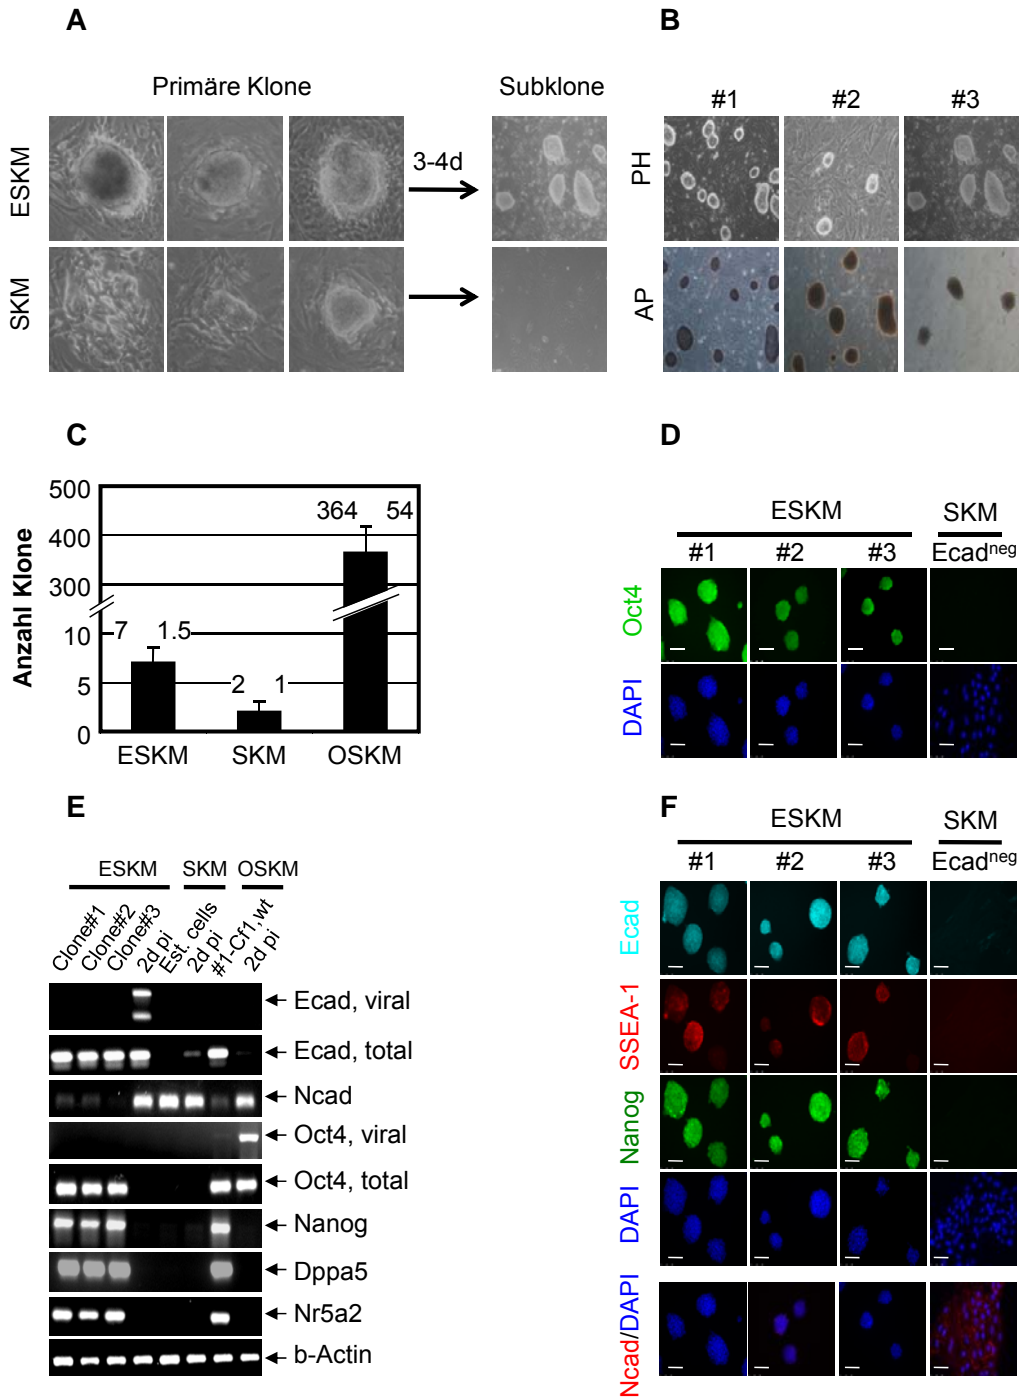 A
Primäre Klone
Subklone
ESKM
3-4d
SKM
B
#1 #2 #3
PH
AP
C
Anzahl Klone
500
400
300
10
5
0
7 1.5
2 1
364 54
ESKM SKM OSKM
D
ESKM SKM
#1 #2 #3 Ecadneg
Oct4
DAPI
E
ESKM SKM OSKM
Clone#1
Clone#2
Clone#3
2d pi
Est. cells
2d pi
#1-Cf1, wt
2d pi
Ecad, viral
Ecad, total
Ncad
Oct4, viral
Oct4, total
Nanog
Dppa5
Nr5a2
b-Actin
F
ESKM SKM
#1 #2 #3 Ecadneg
Ecad
SSEA-1
Nanog
DAPI
Ncad/DAPI